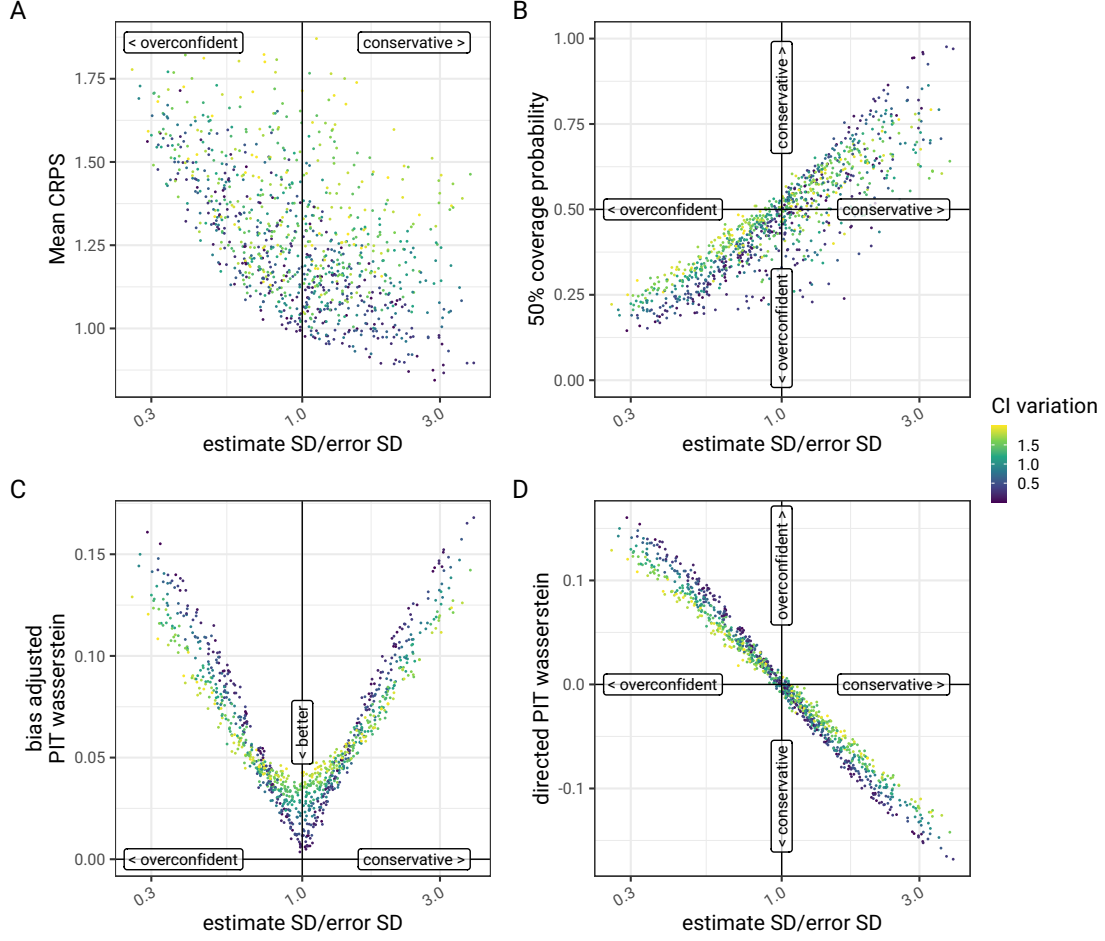 A
< overconfident
conservative >
Mean CRPS
1.75
1.50
1.25
1.00
0.3
1.0
3.0
estimate SD/error SD
B
conservative >
< overconfident
conservative >
< overconfident
50% coverage probability
1.00
0.75
0.50
0.25
0.00
0.3
1.0
3.0
estimate SD/error SD
CI variation
1.5
1.0
0.5
C
bias adjusted
PIT wasserstein
0.15
0.10
0.05
0.00
< better
< overconfident
conservative >
0.3
1.0
3.0
estimate SD/error SD
D
directed PIT wasserstein
0.1
0.0
-0.1
overconfident >
< overconfident
conservative >
< conservative
0.3
1.0
3.0
estimate SD/error SD